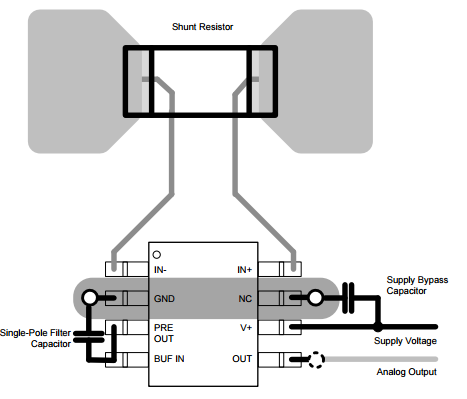 Shunt Resistor
IN-
IN+
GND
NC
Supply Bypass
Capacitor
PRE
OUT
V+
Single-Pole Filter
Capacitor
Supply Voltage
BUF IN
OUT
Analog Output